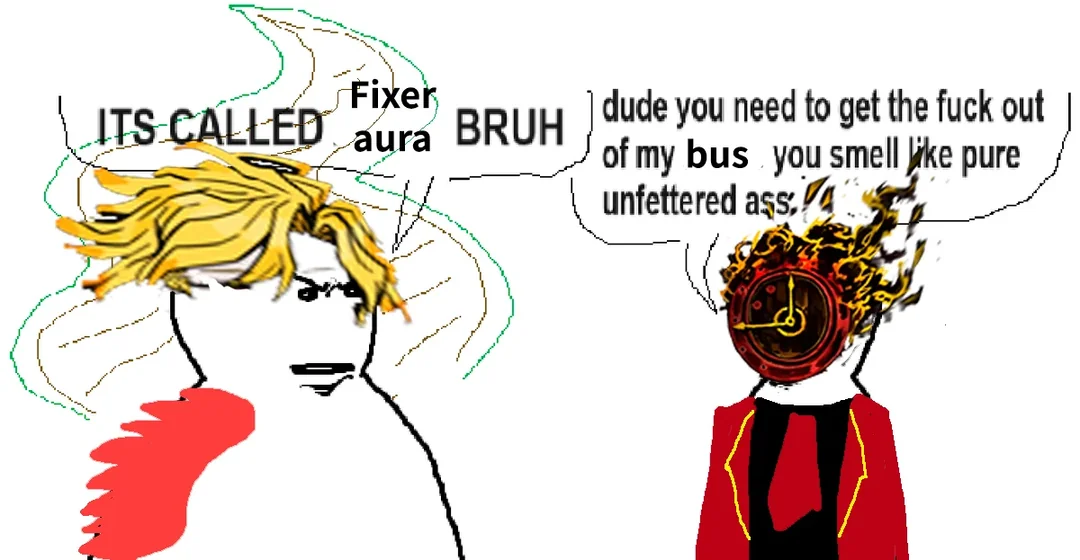 ITS CALLED Fixer aura BRUH
dude you need to get the fuck out
of my bus you smell like pure
unfettered ass.